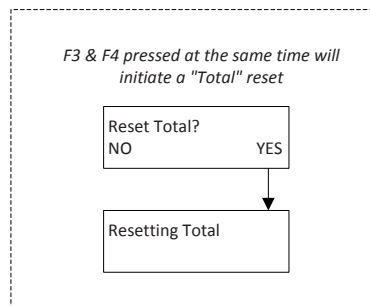 F3 & F4 pressed at the same time will
initiate a "Total" reset
Reset Total?
NO YES
Resetting Total